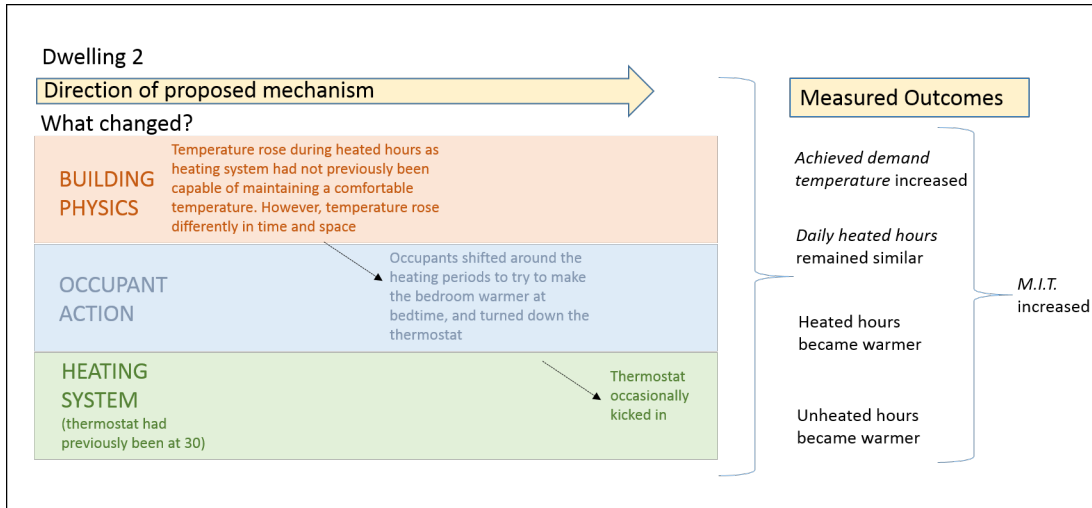 Dwelling 2
Direction of proposed mechanism
What changed?
BUILDING
PHYSICS
Temperature rose during heated hours as
heating system had not previously been
capable of maintaining a comfortable
temperature. However, temperature rose
differently in time and space
OCCUPANT
ACTION
Occupants shifted around the
heating periods to try to make
the bedroom warmer at
bedtime, and turned down the
thermostat
HEATING
SYSTEM
(thermostat had
previously been at 30)
Thermostat
occasionally
kicked in
Measured Outcomes
Achieved demand
temperature increased
Daily heated hours
remained similar
Heated hours
became warmer
Unheated hours
became warmer
M.I.T.
increased